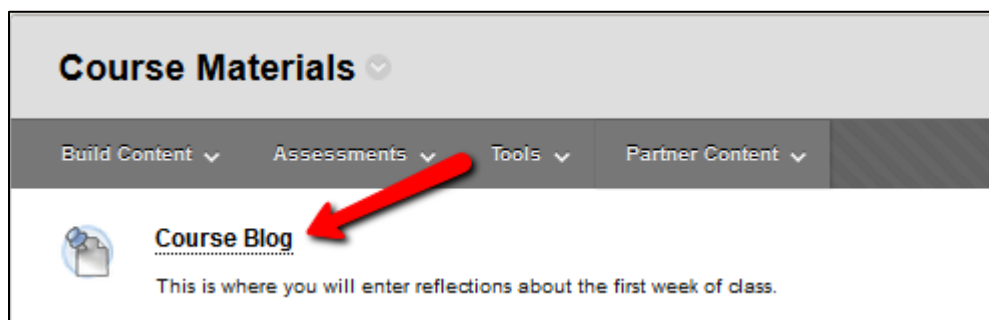 Course Materials
Build Content Assessments Tools Partner Content
Course Blog
This is where you will enter reflections about the first week of class.